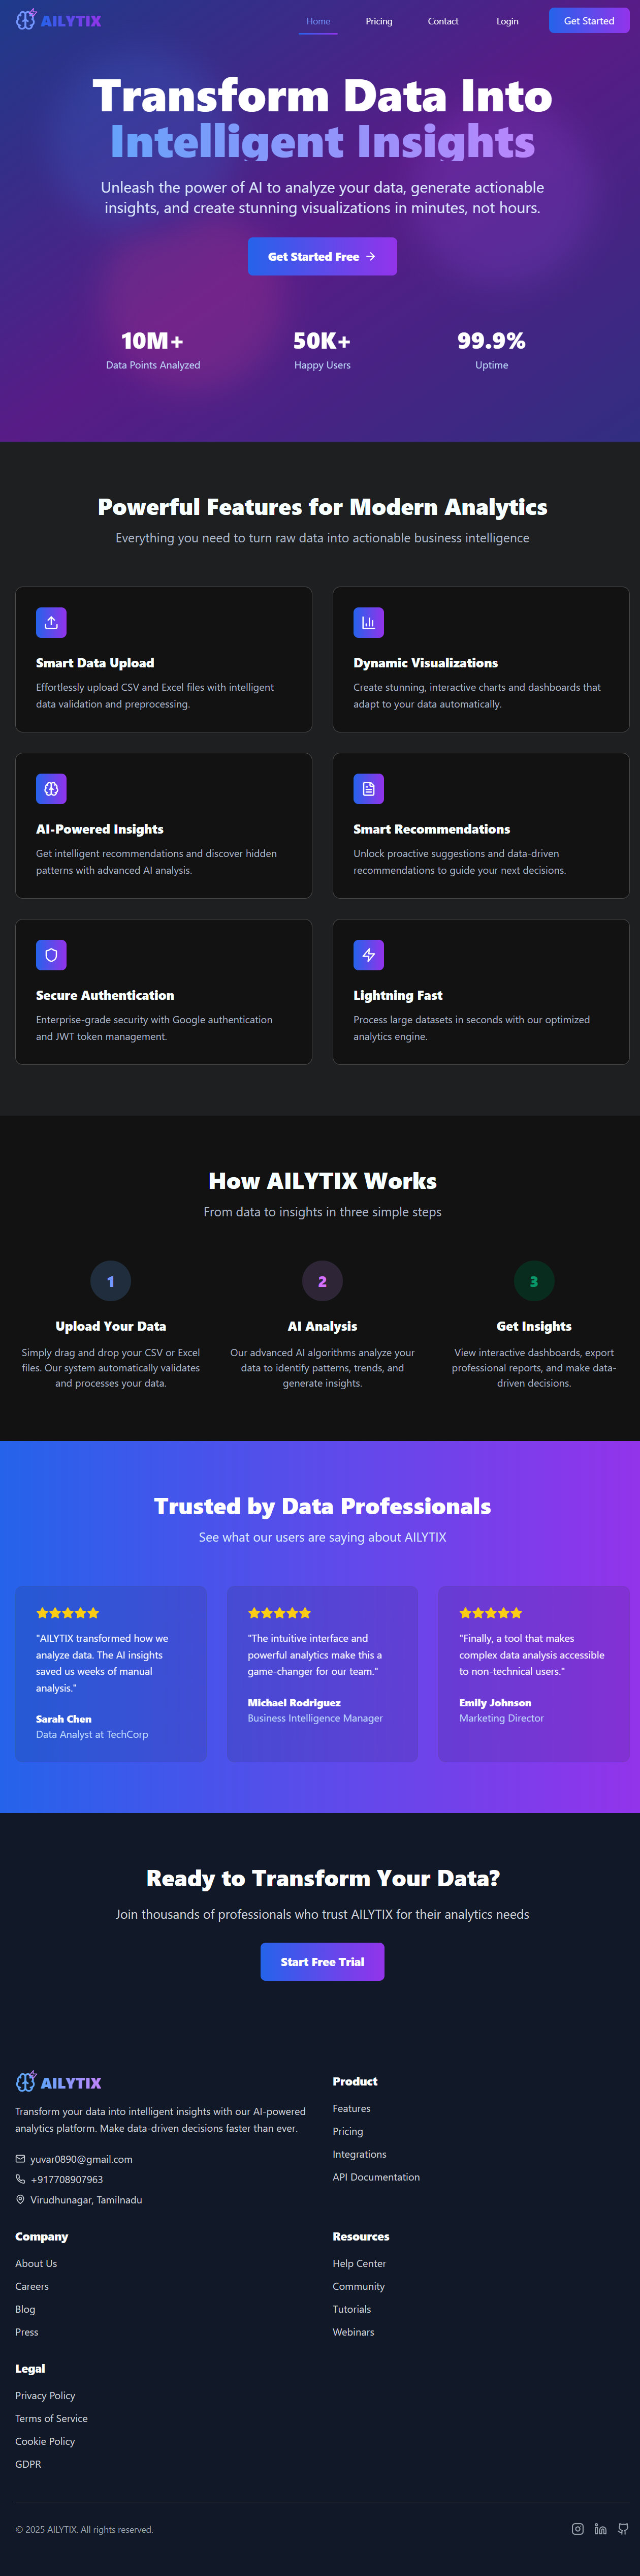 AILYTIX
Home
Pricing
Contact
Login
Get Started
Transform Data Into
Intelligent Insights
Unleash the power of AI to analyze your data, generate actionable
insights, and create stunning visualizations in minutes, not hours.
Get Started Free
10M+
Data Points Analyzed
50K+
Happy Users
99.9%
Uptime
Powerful Features for Modern Analytics
Everything you need to turn raw data into actionable business intelligence
Smart Data Upload
Effortlessly upload CSV and Excel files with intelligent
data validation and preprocessing.
Dynamic Visualizations
Create stunning, interactive charts and dashboards that
adapt to your data automatically.
AI-Powered Insights
Get intelligent recommendations and discover hidden
patterns with advanced AI analysis.
Smart Recommendations
Unlock proactive suggestions and data-driven
recommendations to guide your next decisions.
Secure Authentication
Enterprise-grade security with Google authentication
and JWT token management.
Lightning Fast
Process large datasets in seconds with our optimized
analytics engine.
How AILYTIX Works
From data to insights in three simple steps
1
Upload Your Data
Simply drag and drop your CSV or Excel
files. Our system automatically validates
and processes your data.
2
AI Analysis
Our advanced AI algorithms analyze your
data to identify patterns, trends, and
generate insights.
3
Get Insights
View interactive dashboards, export
professional reports, and make data-
driven decisions.
Trusted by Data Professionals
See what our users are saying about AILYTIX
"AILYTIX transformed how we
analyze data. The AI insights
saved us weeks of manual
analysis."
Sarah Chen
Data Analyst at TechCorp
"The intuitive interface and
powerful analytics make this a
game-changer for our team."
Michael Rodriguez
Business Intelligence Manager
"Finally, a tool that makes
complex data analysis accessible
to non-technical users."
Emily Johnson
Marketing Director
Ready to Transform Your Data?
Join thousands of professionals who trust AILYTIX for their analytics needs
Start Free Trial
AILYTIX
Transform your data into intelligent insights with our AI-powered
analytics platform. Make data-driven decisions faster than ever.
yuvar0890@gmail.com
+917708907963
Virudhunagar, Tamilnadu
Product
Features
Pricing
Integrations
API Documentation
Company
About Us
Careers
Blog
Press
Resources
Help Center
Community
Tutorials
Webinars
Legal
Privacy Policy
Terms of Service
Cookie Policy
GDPR
© 2025 AILYTIX. All rights reserved.